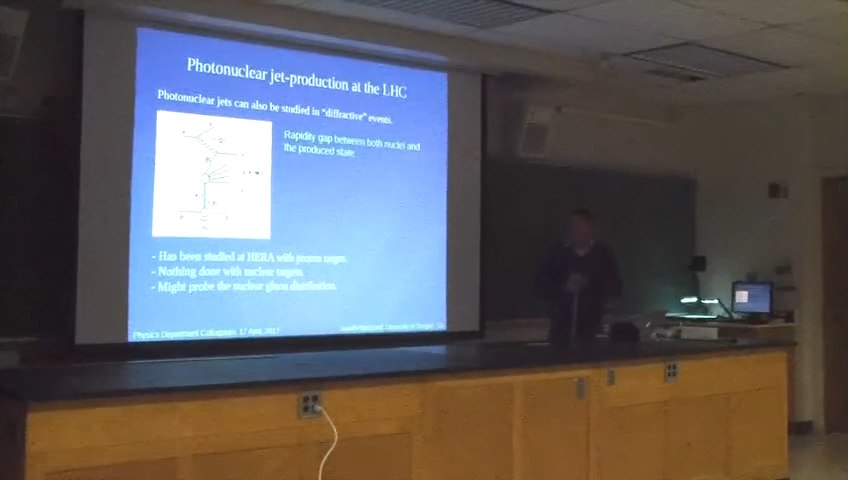 Photonuclear jet-production at the LHC
Photonuclear jets can also be studied in "diffractive" events.
Rapidity gap between both nuclei and
the produced state.
- Has been studied at HERA with proton target.
- Nothing done with nuclear targets.
- Might probe the nuclear gluon distribution.
Physics Department Colloquium, 17 April, 2017